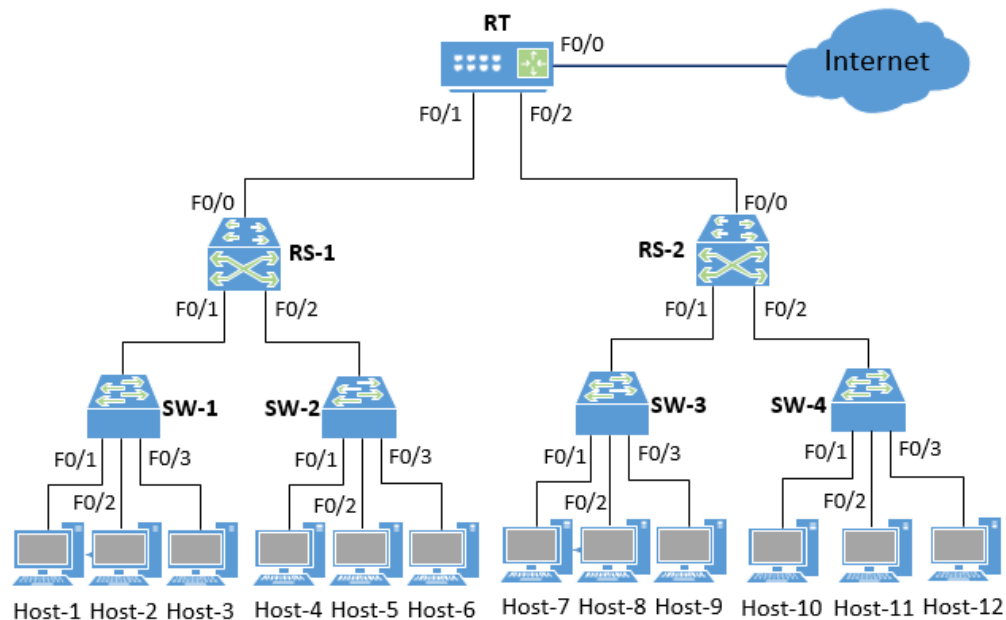 RT
F0/0
Internet
F0/1
F0/2
F0/0
F0/0
RS-1
RS-2
F0/1
F0/2
F0/1
F0/2
SW-1
SW-2
SW-3
SW-4
F0/1
F0/3
F0/1
F0/3
F0/1
F0/3
F0/1
F0/3
F0/2
F0/2
F0/2
F0/2
Host-1 Host-2 Host-3 Host-4 Host-5 Host-6 Host-7 Host-8 Host-9 Host-10 Host-11 Host-12